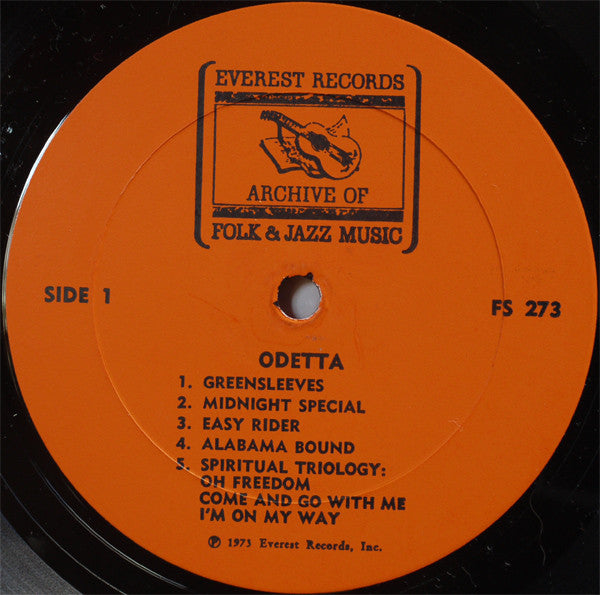 EVEREST RECORDS
ARCHIVE OF
FOLK & JAZZ MUSIC
SIDE 1
FS 273
ODETTA
1. GREENSLEEVES
2. MIDNIGHT SPECIAL
3. EASY RIDER
4. ALABAMA BOUND
5. SPIRITUAL TRIOLOGY:
OH FREEDOM
COME AND GO WITH ME
I'M ON MY WAY
℗ 1973 Everest Records, Inc.